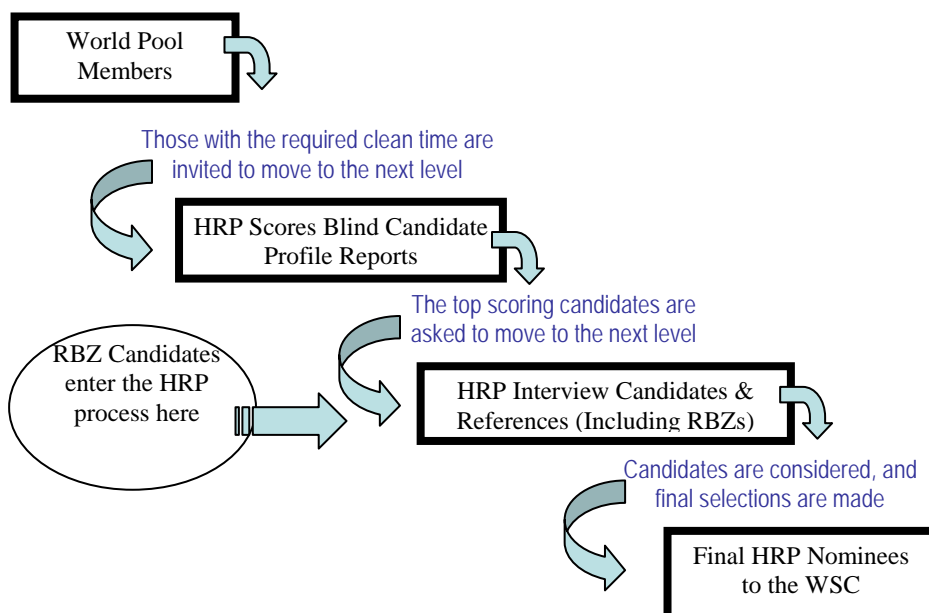 World Pool
Members
Those with the required clean time are
invited to move to the next level
HRP Scores Blind Candidate
Profile Reports
The top scoring candidates are
asked to move to the next level
RBZ Candidates
enter the HRP
process here
HRP Interview Candidates &
References (Including RBZs)
Candidates are considered, and
final selections are made
Final HRP Nominees
to the WSC